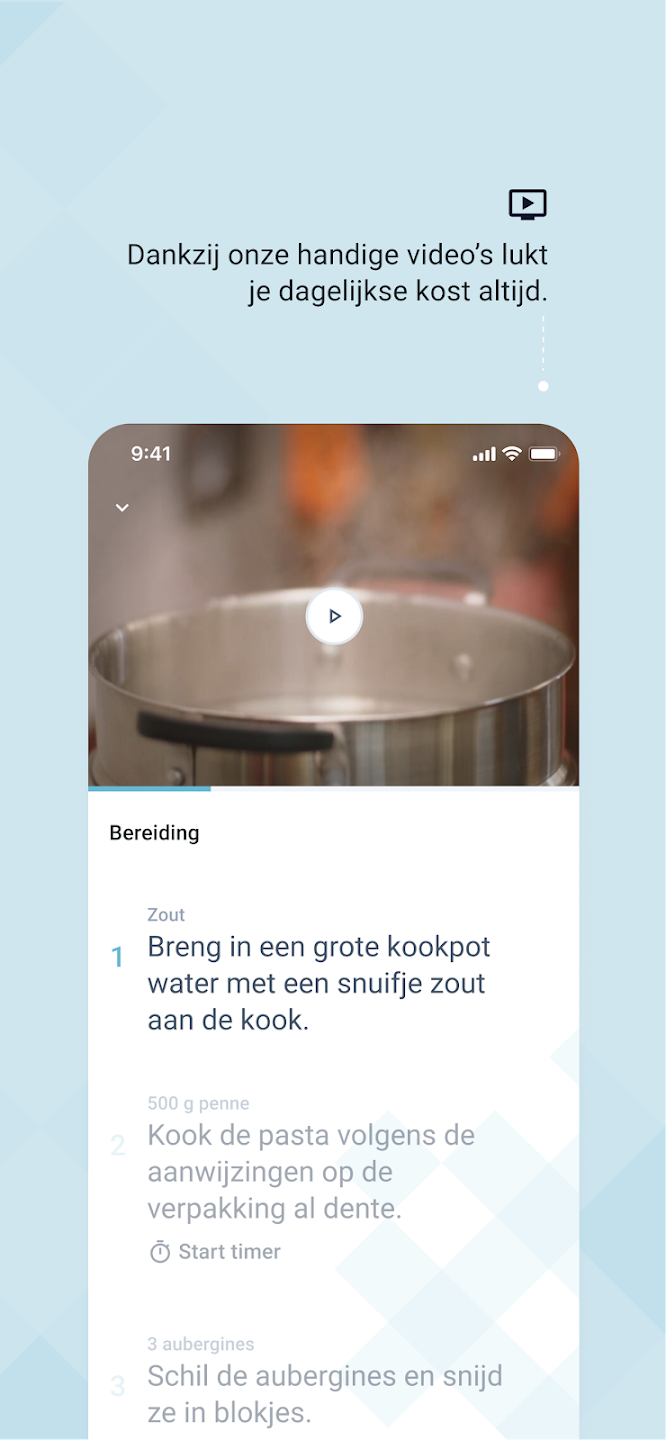 Dankzij onze handige video’s lukt
je dagelijkse kost altijd.
9:41
Bereiding
Zout
1
Breng in een grote kookpot
water met een snuifje zout
aan de kook.
500 g penne
2
Kook de pasta volgens de
aanwijzingen op de
verpakking al dente.
Start timer
3 aubergines
3
Schil de aubergines en snijd
ze in blokjes.